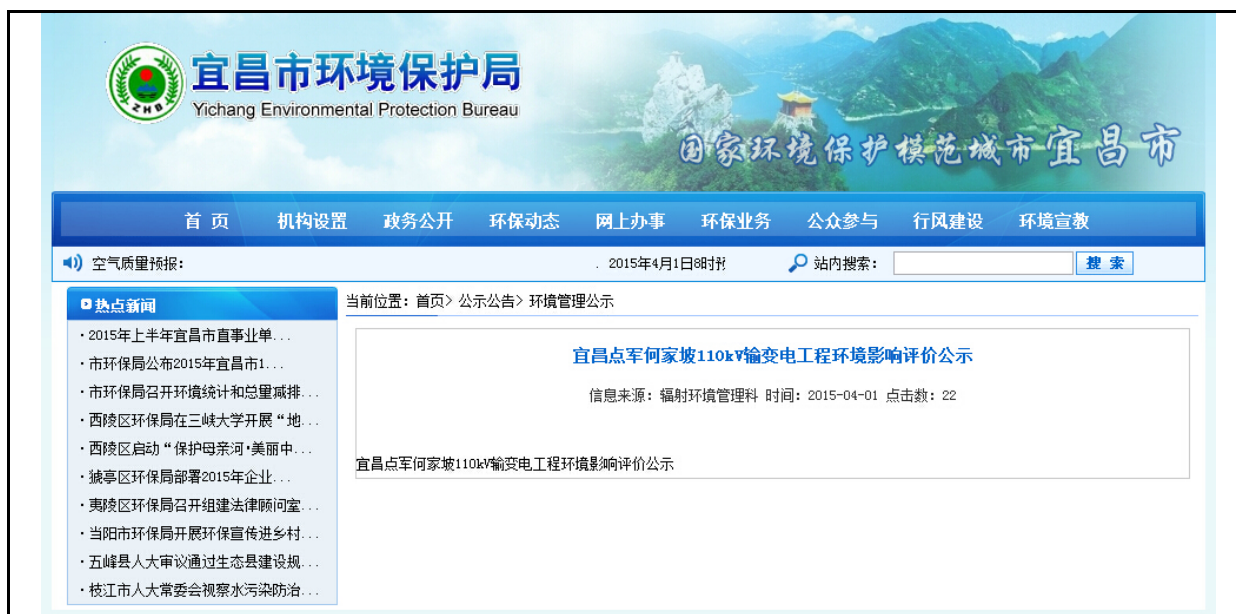 宜昌市环境保护局
Yichang Environmental Protection Bureau
ZHB
国家环境保护模范城市宜昌市
首 页 机构设置 政务公开 环保动态 网上办事 环保业务 公众参与 行风建设 环境宣教
空气质量预报: . 2015年4月1日8时 站内搜索: 搜 索
热点新闻
当前位置: 首页> 公示公告> 环境管理公示
·2015年上半年宜昌市直事业单...
·市环保局公布2015年宜昌市1...
·市环保局召开环境统计和总量减排...
·西陵区环保局在三峡大学开展“地...
·西陵区启动“保护母亲河·美丽中...
·猇亭区环保局部署2015年企业...
·夷陵区环保局召开组建法律顾问室...
·当阳市环保局开展环保宣传进乡村...
·五峰县人大审议通过生态县建设规...
·枝江市人大常委会视察水污染防治...
宜昌点军何家坡110kV输变电工程环境影响评价公示
信息来源: 辐射环境管理科 时间: 2015-04-01 点击数: 22
宜昌点军何家坡110kV输变电工程环境影响评价公示